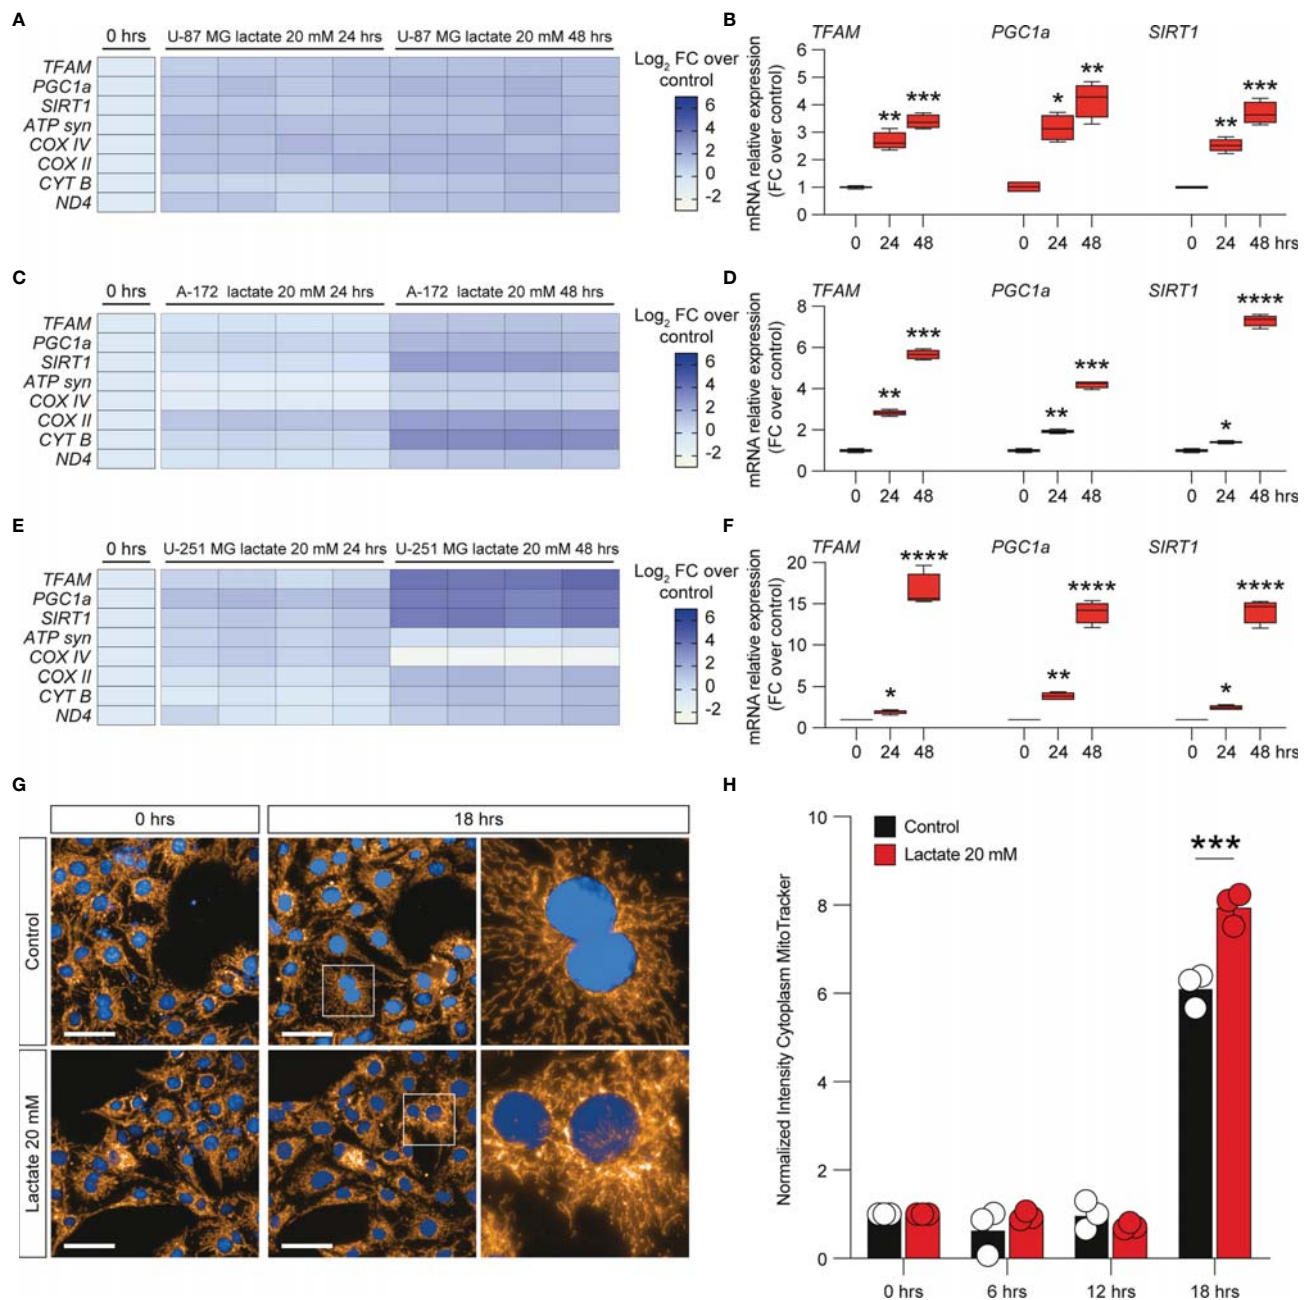 A
0 hrs
U-87 MG lactate 20 mM 24 hrs
U-87 MG lactate 20 mM 48 hrs
TFAM
PGC1a
SIRT1
ATP syn
COX IV
COX II
CYT B
ND4
Log2 FC over
control
6
4
2
0
-2
B
TFAM
PGC1a
SIRT1
mRNA relative expression
(FC over control)
6
5
4
3
2
1
0
** ***
* **
** ***
0 24 48
0 24 48
0 24 48 hrs
C
0 hrs
A-172 lactate 20 mM 24 hrs
A-172 lactate 20 mM 48 hrs
TFAM
PGC1a
SIRT1
ATP syn
COX IV
COX II
CYT B
ND4
Log2 FC over
control
6
4
2
0
-2
D
TFAM
PGC1a
SIRT1
mRNA relative expression
(FC over control)
8
6
4
2
0
** ***
** ***
* ****
0 24 48
0 24 48
0 24 48 hrs
E
0 hrs
U-251 MG lactate 20 mM 24 hrs
U-251 MG lactate 20 mM 48 hrs
TFAM
PGC1a
SIRT1
ATP syn
COX IV
COX II
CYT B
ND4
Log2 FC over
control
6
4
2
0
-2
F
TFAM
PGC1a
SIRT1
mRNA relative expression
(FC over control)
20
15
10
5
0
* ****
** ****
* ****
0 24 48
0 24 48
0 24 48 hrs
G
0 hrs
18 hrs
Control
Lactate 20 mM
H
Control
Lactate 20 mM
***
Normalized Intensity Cytoplasm MitoTracker
10
8
6
4
2
0
0 hrs
6 hrs
12 hrs
18 hrs